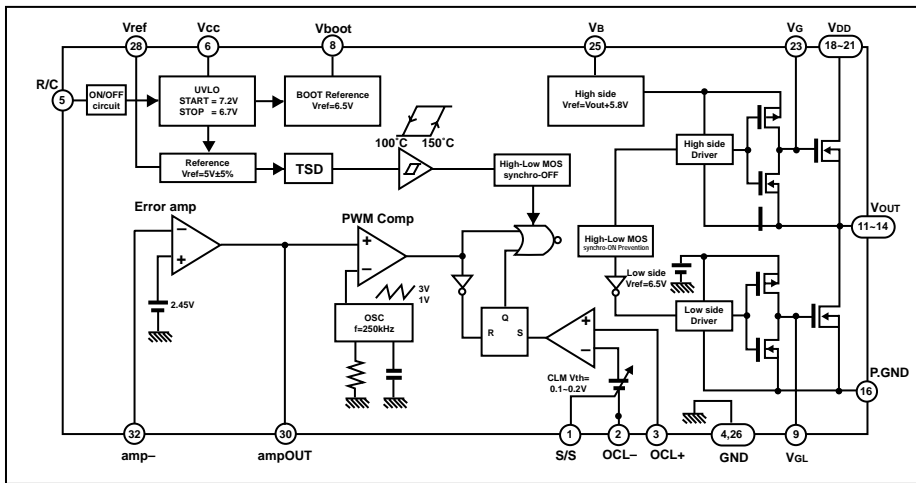 Vref
Vcc
Vboot
VB
VG
VDD
28
6
8
25
23
18~21
R/C
5
ON/OFF
circuit
UVLO
START = 7.2V
STOP = 6.7V
BOOT Reference
Vref=6.5V
High side
Vref=Vout+5.8V
100˚C
150˚C
Reference
Vref=5V±5%
TSD
High-Low MOS
synchro-OFF
High side
Driver
Error amp
PWM Comp
VOUT
11~14
−
+
2.45V
+
−
3V
1V
OSC
f=250kHz
High-Low MOS
synchro-ON Prevention
Low side
Vref=6.5V
Low side
Driver
Q
R
S
+
−
CLM Vth=
0.1~0.2V
P.GND
16
32
30
1
2
3
4,26
9
amp−
ampOUT
S/S
OCL−
OCL+
GND
VGL